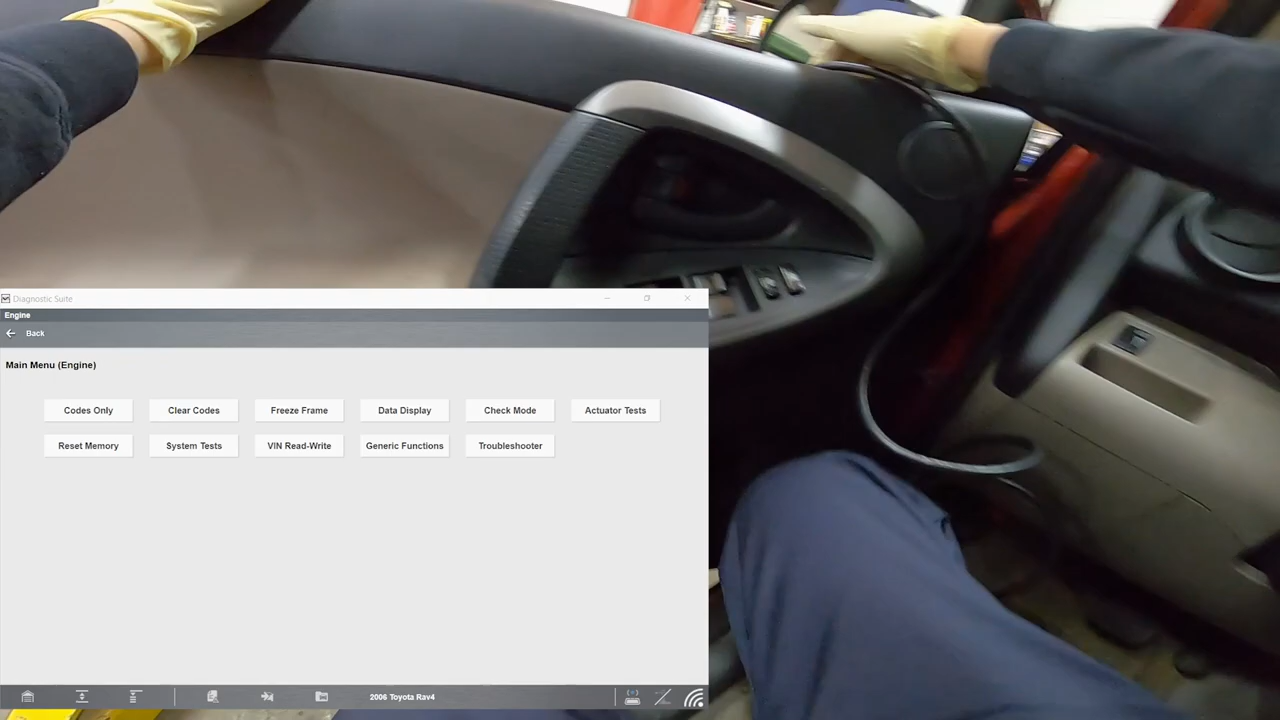 Diagnostic Suite
Engine
Back
Main Menu (Engine)
Codes Only
Clear Codes
Freeze Frame
Data Display
Check Mode
Actuator Tests
Reset Memory
System Tests
VIN Read-Write
Generic Functions
Troubleshooter
2006 Toyota Rav4